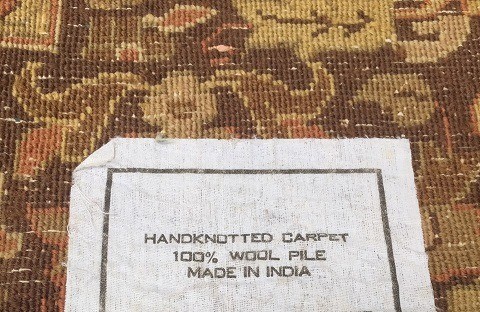 HANDKNOTTED CARPET
100% WOOL PILE
MADE IN INDIA